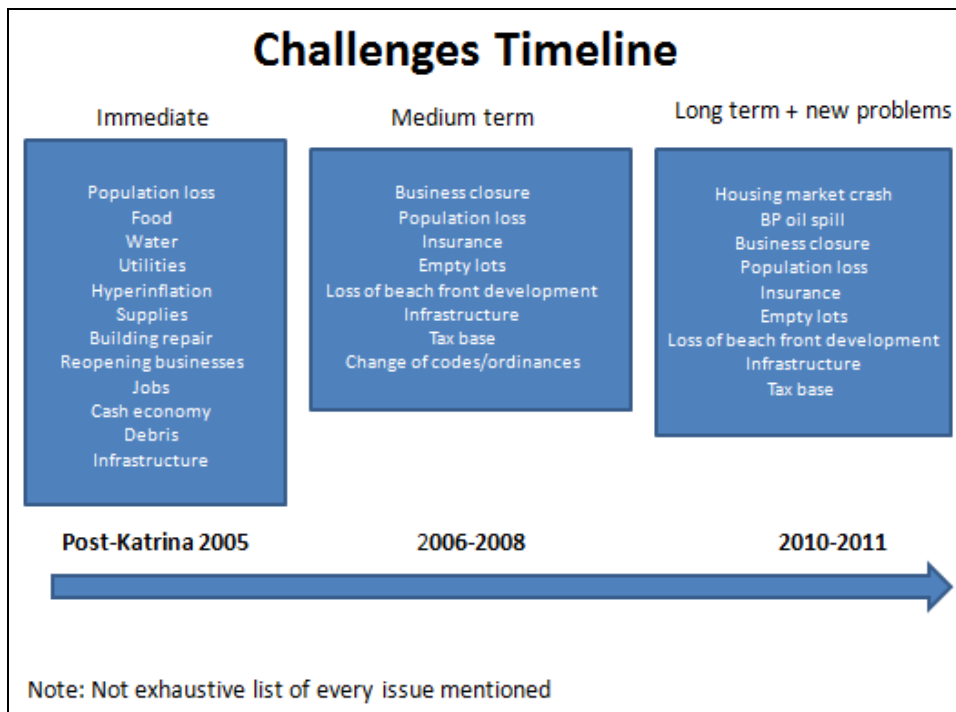 Challenges Timeline
Immediate
Population loss
Food
Water
Utilities
Hyperinflation
Supplies
Building repair
Reopening businesses
Jobs
Cash economy
Debris
Infrastructure
Post-Katrina 2005
Medium term
Business closure
Population loss
Insurance
Empty lots
Loss of beach front development
Infrastructure
Tax base
Change of codes/ordinances
2006-2008
Long term + new problems
Housing market crash
BP oil spill
Business closure
Population loss
Insurance
Empty lots
Loss of beach front development
Infrastructure
Tax base
2010-2011
Note: Not exhaustive list of every issue mentioned